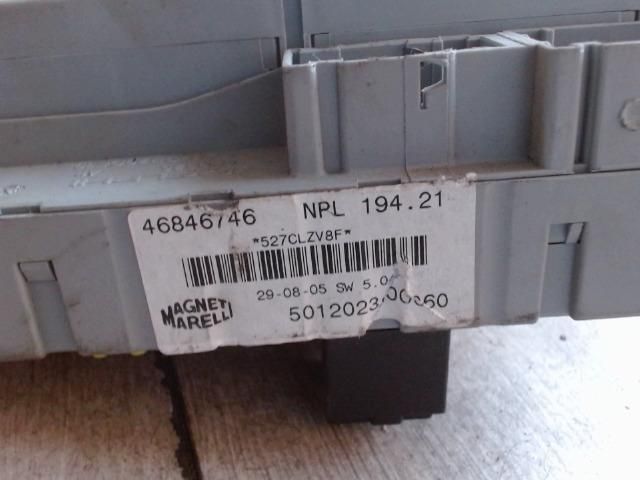 46846746 NPL 194.21
*527CLZV8F*
29-08-05 SW
MAGNETI
MARELLI